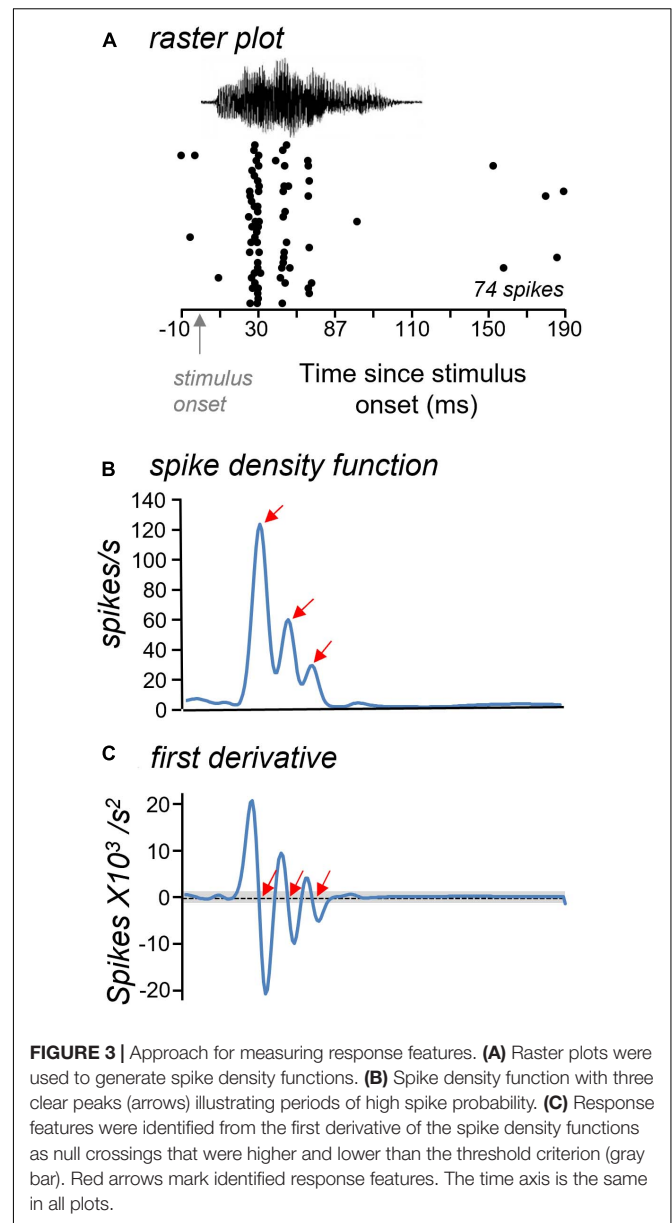 A raster plot
74 spikes
-10 30 87 110 150 190
stimulus onset
Time since stimulus onset (ms)
B spike density function
140
120
100
80
60
40
20
0
spikes/s
C first derivative
20
10
0
-10
-20
Spikes X10³ /s²
FIGURE 3 | Approach for measuring response features. (A) Raster plots were
used to generate spike density functions. (B) Spike density function with three
clear peaks (arrows) illustrating periods of high spike probability. (C) Response
features were identified from the first derivative of the spike density functions
as null crossings that were higher and lower than the threshold criterion (gray
bar). Red arrows mark identified response features. The time axis is the same
in all plots.